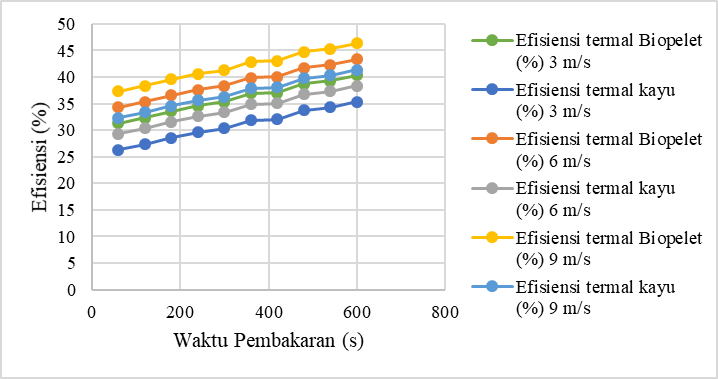 50
45
40
35
30
25
20
15
10
5
0
Efisiensi (%)
0 200 400 600 800
Waktu Pembakaran (s)
Efisiensi termal Biopelet
(%) 3 m/s
Efisiensi termal kayu
(%) 3 m/s
Efisiensi termal Biopelet
(%) 6 m/s
Efisiensi termal kayu
(%) 6 m/s
Efisiensi termal Biopelet
(%) 9 m/s
Efisiensi termal kayu
(%) 9 m/s